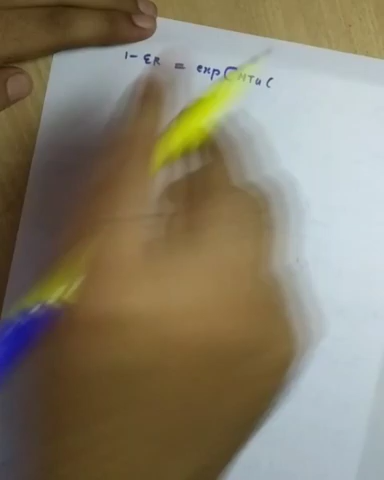 1 - ER = exp(NTU(